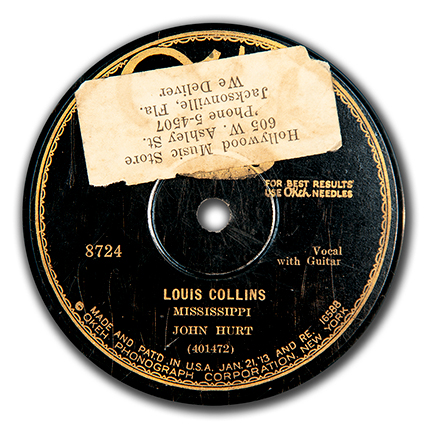 Hollywood Music Store
605 W. Ashley St.
'Phone 5-4507
Jacksonville, Fla.
We Deliver
FOR BEST RESULTS
USE OKeh NEEDLES
8724
Vocal
with Guitar
LOUIS COLLINS
MISSISSIPPI
JOHN HURT
(401472)
MADE AND PAT'D IN U.S.A. JAN. 21, '13 AND RE. 16588
© OKEH PHONOGRAPH CORPORATION. NEW YORK